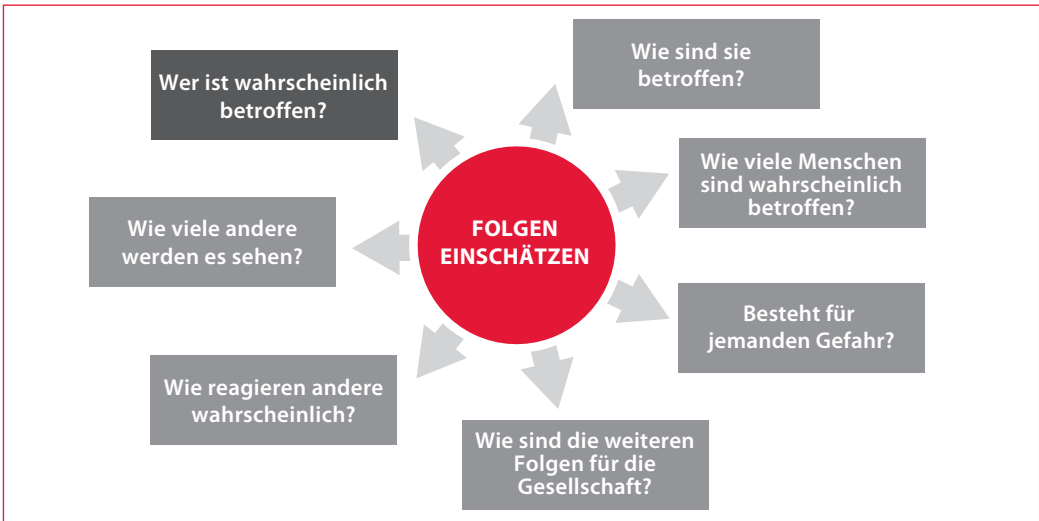 Wer ist wahrscheinlich
betroffen?
Wie sind sie
betroffen?
Wie viele Menschen
sind wahrscheinlich
betroffen?
Besteht für
jemanden Gefahr?
Wie sind die weiteren
Folgen für die
Gesellschaft?
Wie reagieren andere
wahrscheinlich?
Wie viele andere
werden es sehen?
FOLGEN
EINSCHÄTZEN